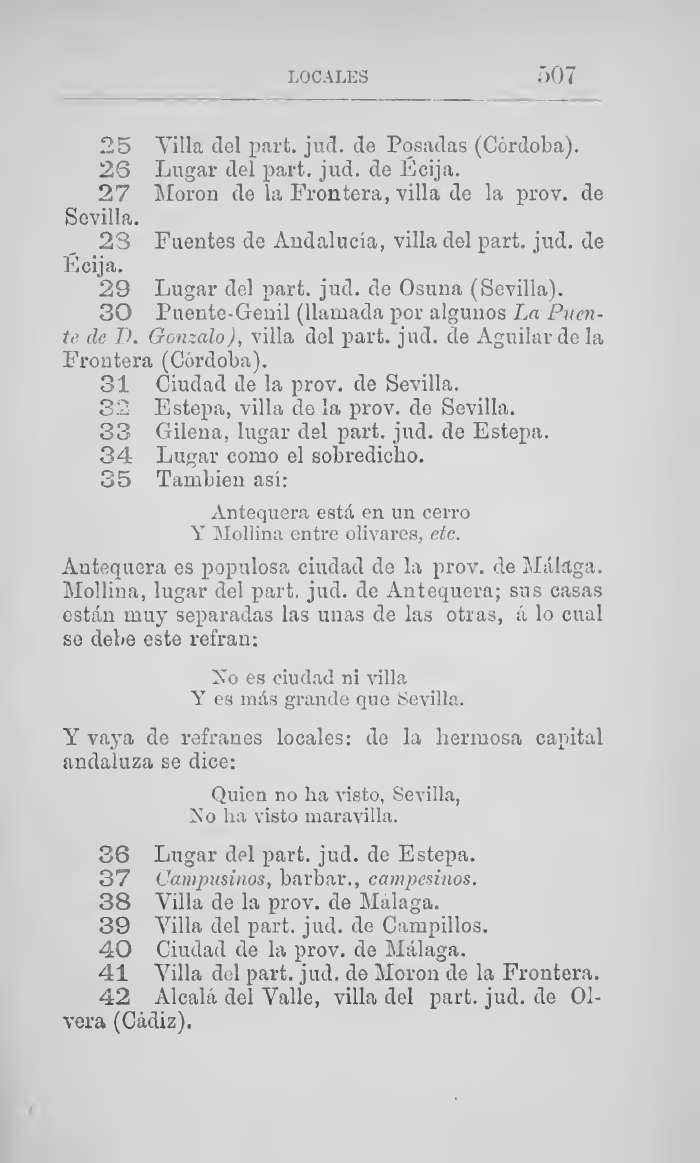 LOCALES 507
25 Villa del part. jud. de Posadas (Córdoba).
26 Lugar del part. jud. de Écija.
27 Moron de la Frontera, villa de la prov. de
Sevilla.
28 Fuentes de Andalucía, villa del part. jud. de
Écija.
29 Lugar del part. jud. de Osuna (Sevilla).
30 Puente-Genil (llamada por algunos La Puen-
te de D. Gonzalo), villa del part. jud. de Aguilar de la
Frontera (Córdoba).
31 Ciudad de la prov. de Sevilla.
32 Estepa, villa de la prov. de Sevilla.
33 Gilena, lugar del part. jud. de Estepa.
34 Lugar como el sobredicho.
35 Tambien así:
Antequera está en un cerro
Y Mollina entre olivares, etc.
Antequera es populosa ciudad de la prov. de Málaga.
Mollina, lugar del part. jud. de Antequera; sus casas
están muy separadas las unas de las otras, á lo cual
se debe este refran:
No es ciudad ni villa
Y es más grande que Sevilla.
Y vaya de refranes locales: de la hermosa capital
andaluza se dice:
Quien no ha visto, Sevilla,
No ha visto maravilla.
36 Lugar del part. jud. de Estepa.
37 Campusinos, barbar., campesinos.
38 Villa de la prov. de Málaga.
39 Villa del part. jud. de Campillos.
40 Ciudad de la prov. de Málaga.
41 Villa del part. jud. de Moron de la Frontera.
42 Alcalá del Valle, villa del part. jud. de Ol-
vera (Cádiz).